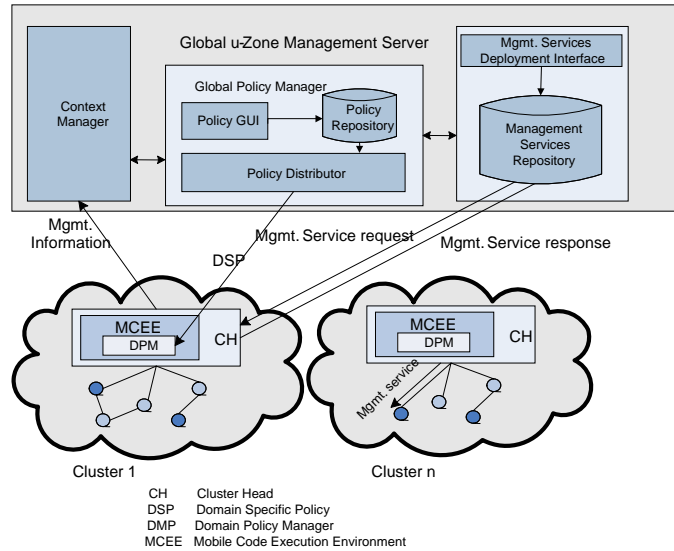 Global u-Zone Management Server
Mgmt. Services
Deployment Interface
Context
Manager
Global Policy Manager
Policy GUI
Policy
Repository
Management
Services
Repository
Policy Distributor
Mgmt.
Information
Mgmt. Service request
Mgmt. Service response
DSP
MCEE
DPM
CH
MCEE
DPM
CH
Mgmt. service
Cluster 1
Cluster n
CH Cluster Head
DSP Domain Specific Policy
DMP Domain Policy Manager
MCEE Mobile Code Execution Environment